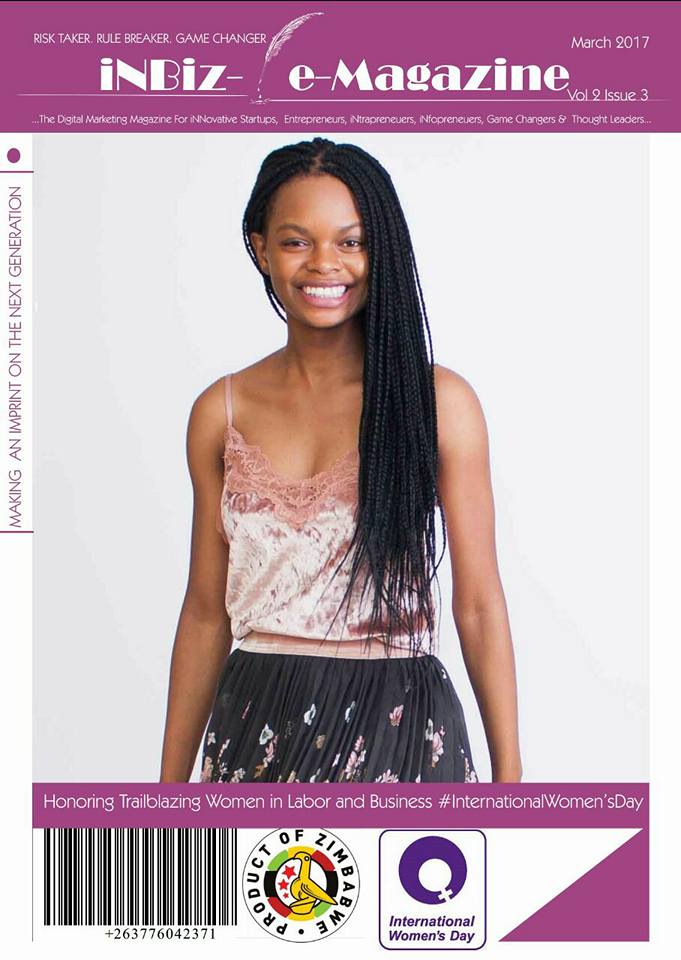 RISK TAKER. RULE BREAKER. GAME CHANGER
March 2017
iNBiz- e-Magazine
Vol 2 Issue 3
...The Digital Marketing Magazine For iNNovative Startups, Entrepreneurs, iNtrapreneuers, iNfopreneuers, Game Changers & Thought Leaders...
MAKING AN IMPRINT ON THE NEXT GENERATION
Honoring Trailblazing Women in Labor and Business #InternationalWomen'sDay
+263776042371
PRODUCT OF ZIMBABWE
International
Women's Day